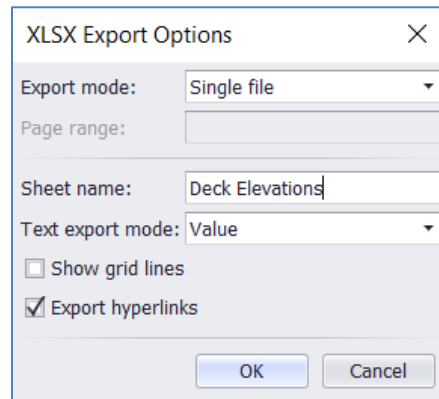 XLSX Export Options
Export mode: Single file
Page range:
Sheet name: Deck Elevations
Text export mode: Value
Show grid lines
Export hyperlinks
OK Cancel